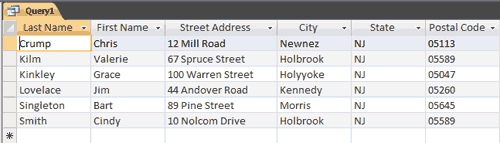 Query1
Last Name First Name Street Address City State Postal Code
Crump Chris 12 Mill Road Newnez NJ 05113
Kilm Valerie 67 Spruce Street Holbrook NJ 05589
Kinkley Grace 100 Warren Street Holyyoke NJ 05047
Lovelace Jim 44 Andover Road Kennedy NJ 05260
Singleton Bart 89 Pine Street Morris NJ 05645
Smith Cindy 10 Nolcom Drive Holbrook NJ 05589